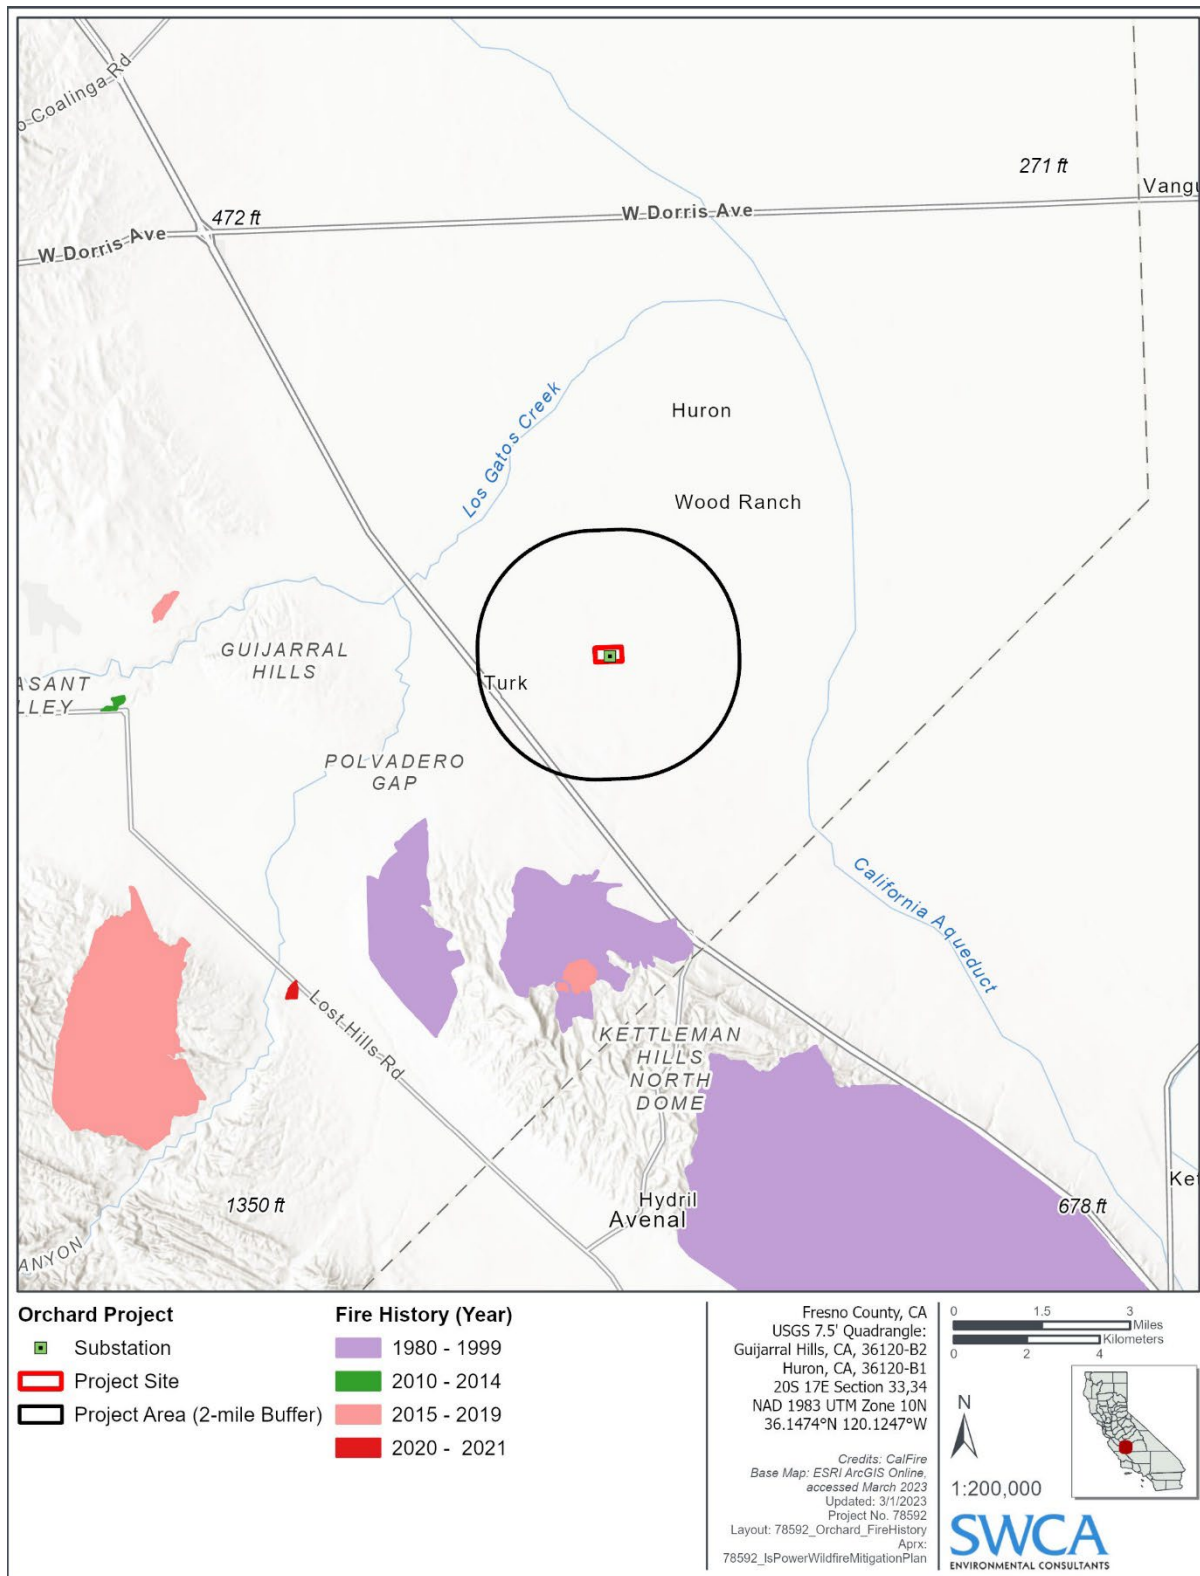 o Coalinga Rd
271 ft
Vangu
472 ft
W Dorris Ave
W Dorris Ave
Los Gatos Creek
Huron
Wood Ranch
GUIJARRAL
HILLS
ASANT
LLEY
Turk
POLVADERO
GAP
California Aqueduct
Lost Hills Rd
KETTLEMAN
HILLS
NORTH
DOME
Ket
1350 ft
Hydril
Avenal
678 ft
ANYON
Orchard Project
Substation
Project Site
Project Area (2-mile Buffer)
Fire History (Year)
1980 - 1999
2010 - 2014
2015 - 2019
2020 - 2021
Fresno County, CA
USGS 7.5' Quadrangle:
Guijarral Hills, CA, 36120-B2
Huron, CA, 36120-B1
20S 17E Section 33,34
NAD 1983 UTM Zone 10N
36.1474°N 120.1247°W
Credits: CalFire
Base Map: ESRI ArcGIS Online,
accessed March 2023
Updated: 3/1/2023
Project No. 78592
Layout: 78592_Orchard_FireHistory
Aprx:
78592_IsPowerWildfireMitigationPlan
0 1.5 3
Miles
Kilometers
0 2 4
N
1:200,000
SWCA
ENVIRONMENTAL CONSULTANTS